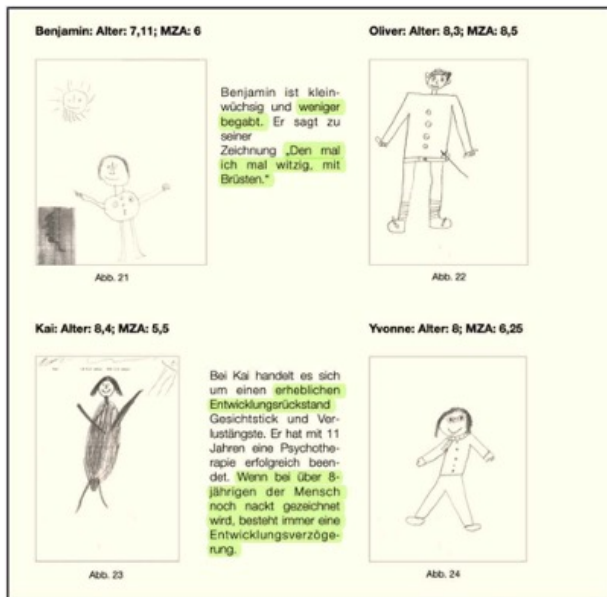 Benjamin: Alter: 7,11; MZA: 6
Oliver: Alter: 8,3; MZA: 8,5
Benjamin ist klein-
wüchsig und weniger
begabt. Er sagt zu
seiner
Zeichnung „Den mal
ich mal witzig, mit
Brüsten.“
Abb. 21
Abb. 22
Kai: Alter: 8,4; MZA: 5,5
Yvonne: Alter: 8; MZA: 6,25
Bei Kai handelt es sich
um einen erheblichen
Entwicklungsrückstand
Gesichtstick und Ver-
lustängste. Er hat mit 11
Jahren eine Psychothe-
rapie erfolgreich been-
det. Wenn bei über 8-
jährigen der Mensch
noch nackt gezeichnet
wird, besteht immer eine
Entwicklungsverzöge-
rung.
Abb. 23
Abb. 24